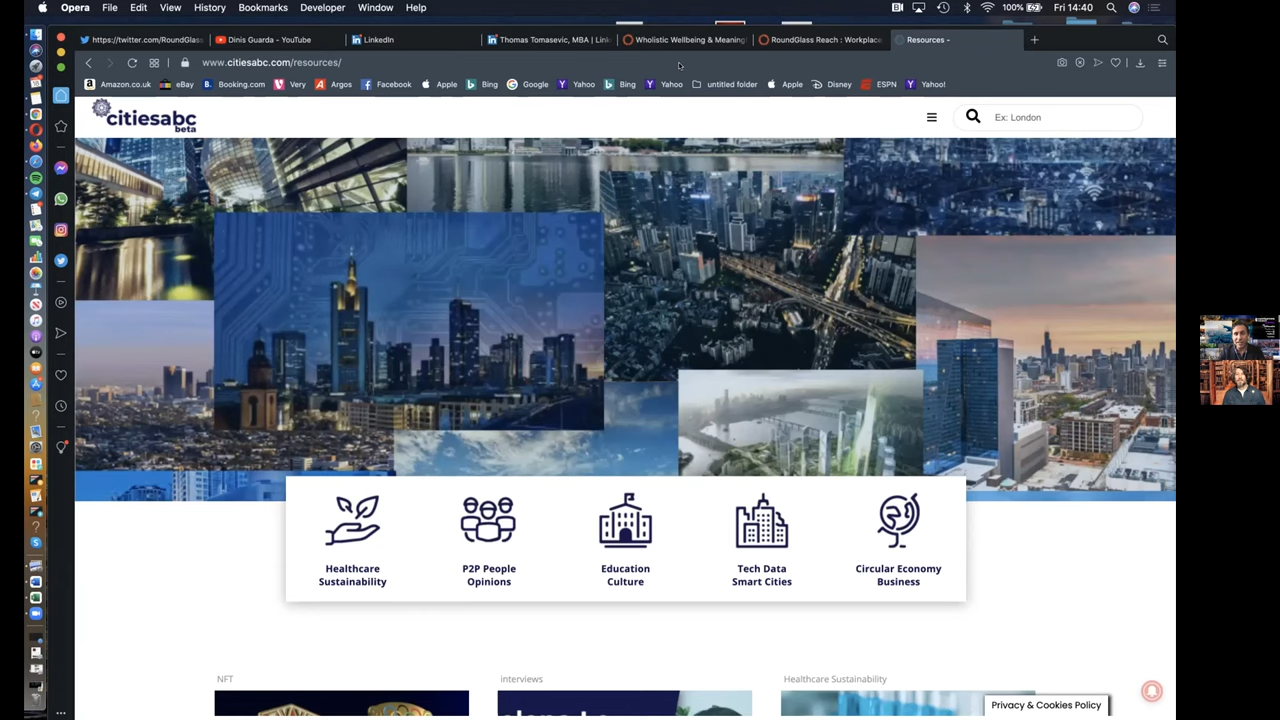 Opera File Edit View History Bookmarks Developer Window Help 100% Fri 14:40
https://twitter.com/RoundGlass Dinis Guarda - YouTube LinkedIn Thomas Tomasevic, MBA | Link Wholistic Wellbeing & Meaning RoundGlass Reach : Workplace Resources -
www.citiesabc.com/resources/
Amazon.co.uk eBay Booking.com Very Argos Facebook Apple Bing Google Yahoo Bing Yahoo untitled folder Apple Disney ESPN Yahoo!
citiesabc
beta
Ex: London
Healthcare
Sustainability
P2P People
Opinions
Education
Culture
Tech Data
Smart Cities
Circular Economy
Business
NFT
interviews
Healthcare Sustainability
Privacy & Cookies Policy